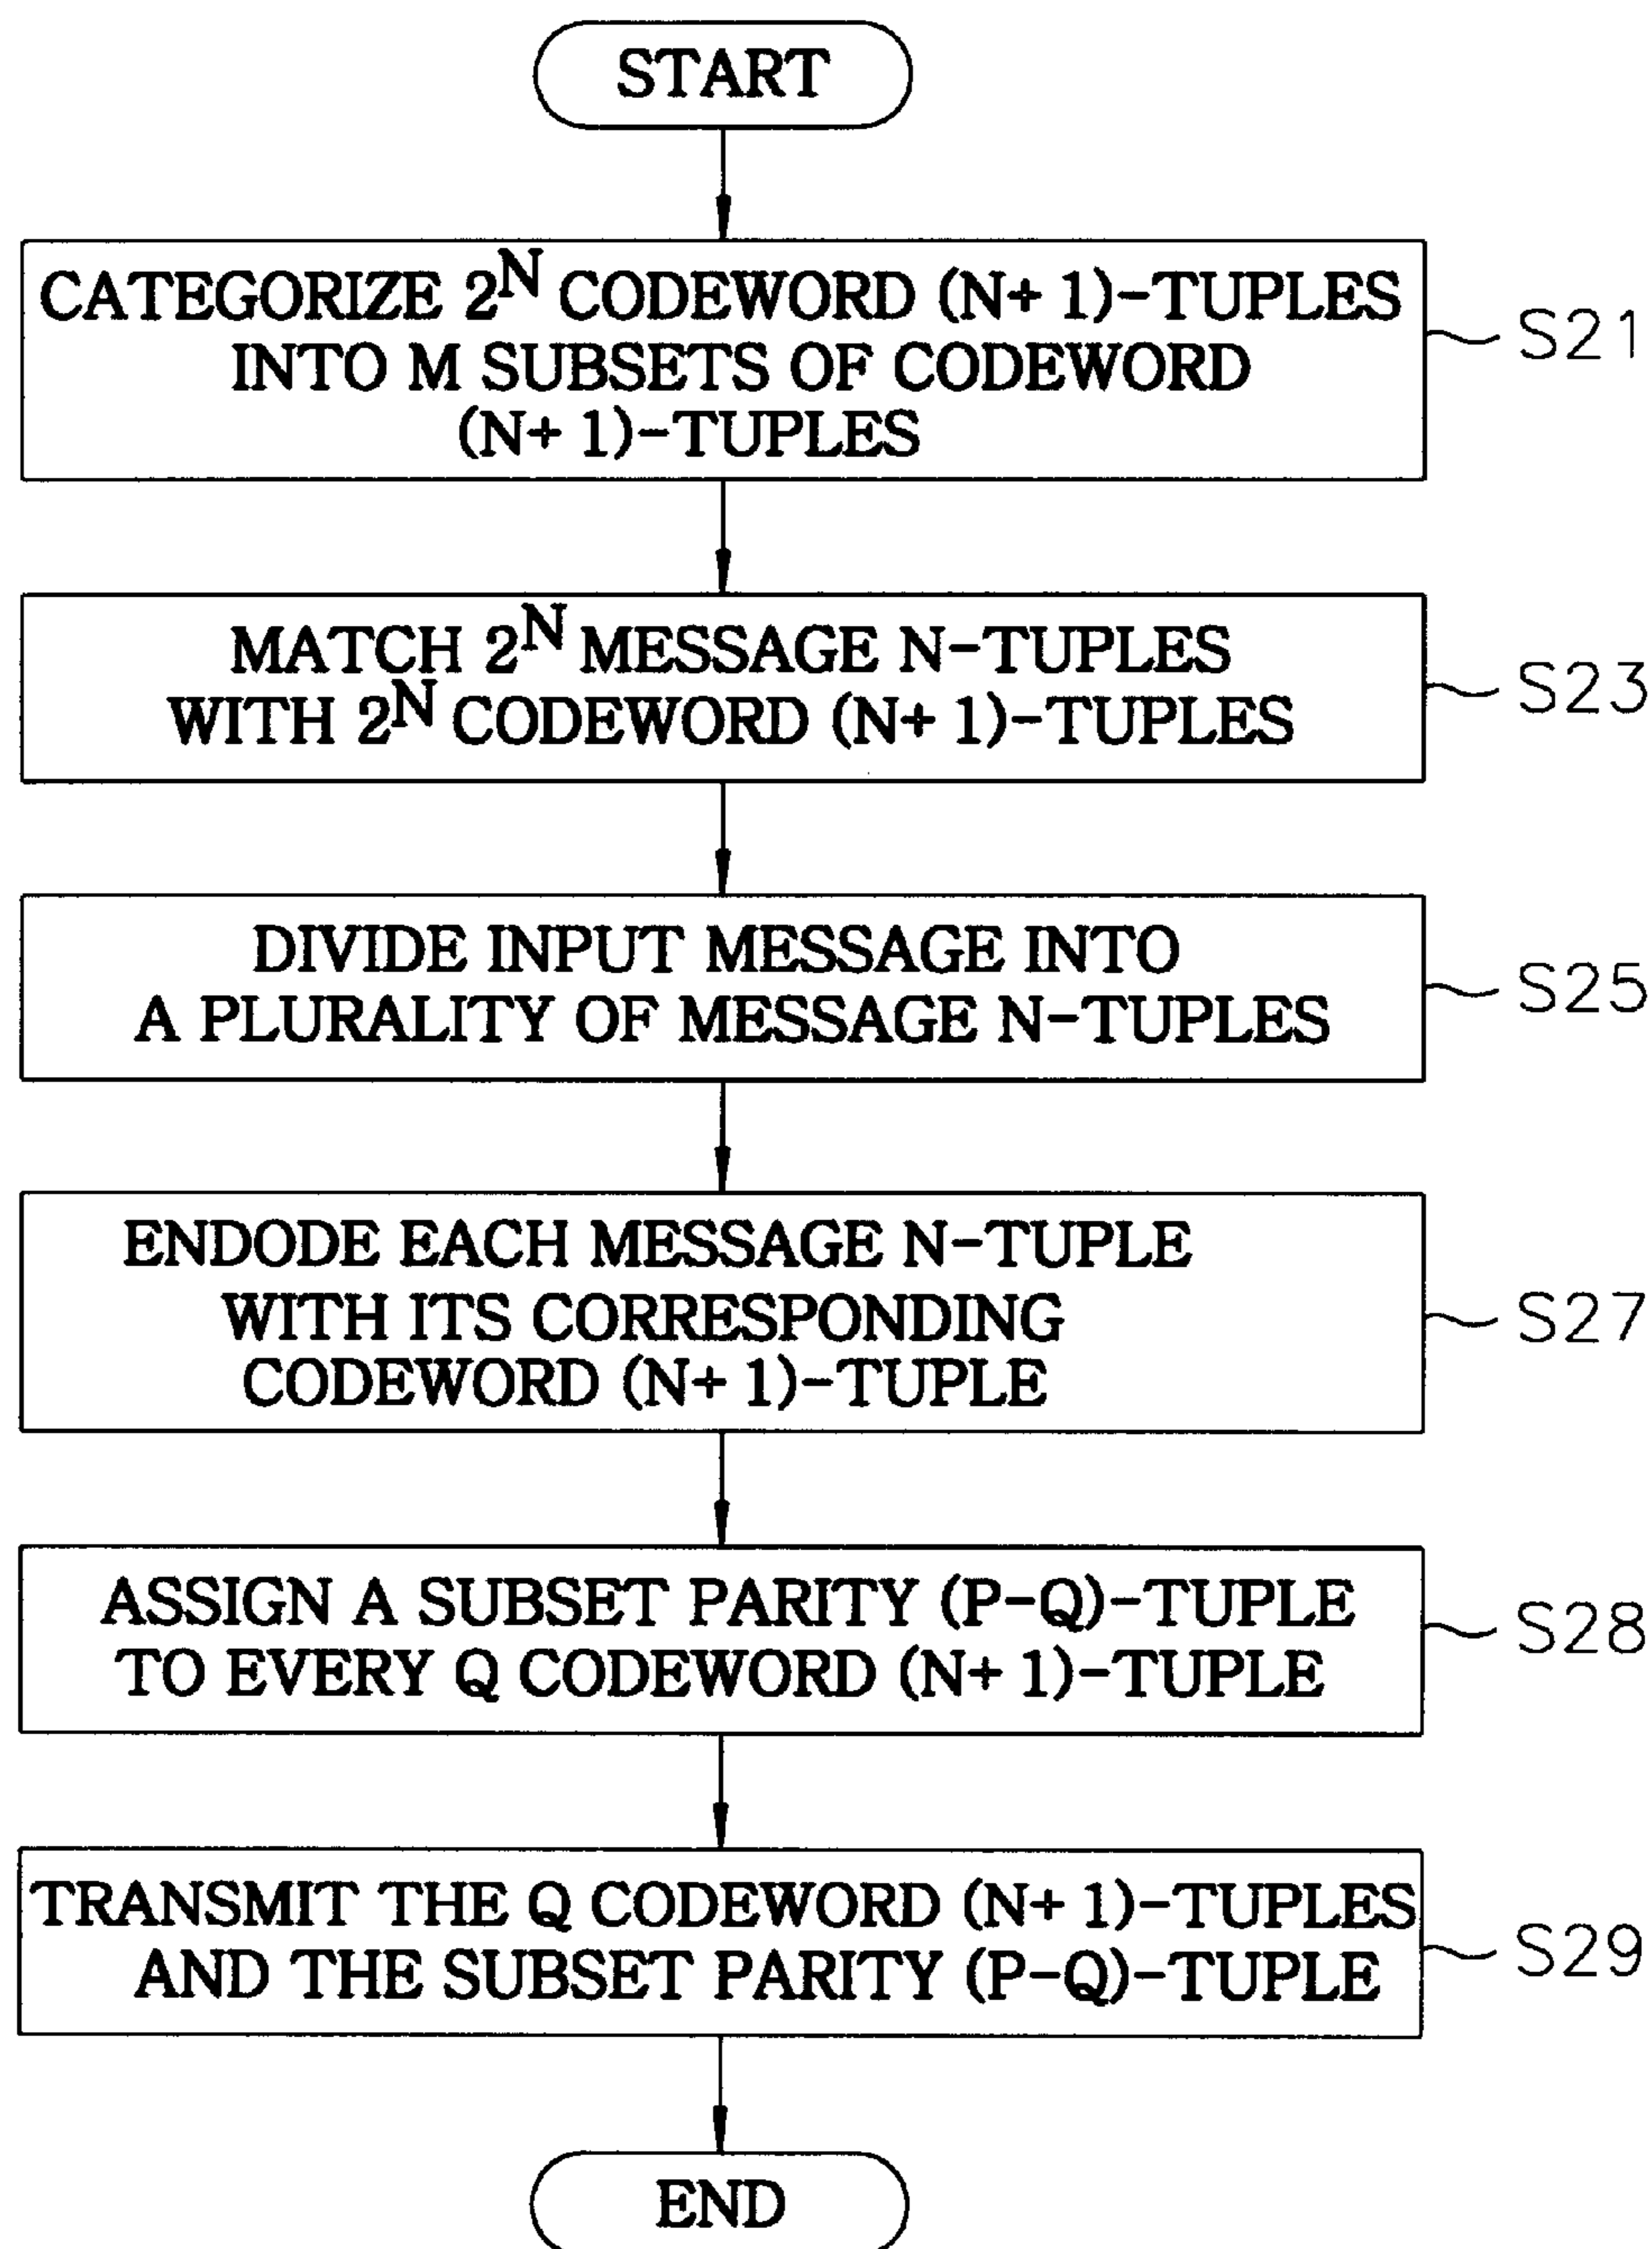 START
CATEGORIZE 2^N CODEWORD (N+1)-TUPLES
INTO M SUBSETS OF CODEWORD
(N+1)-TUPLES
S21
MATCH 2^N MESSAGE N-TUPLES
WITH 2^N CODEWORD (N+1)-TUPLES
S23
DIVIDE INPUT MESSAGE INTO
A PLURALITY OF MESSAGE N-TUPLES
S25
ENDODE EACH MESSAGE N-TUPLE
WITH ITS CORRESPONDING
CODEWORD (N+1)-TUPLE
S27
ASSIGN A SUBSET PARITY (P-Q)-TUPLE
TO EVERY Q CODEWORD (N+1)-TUPLE
S28
TRANSMIT THE Q CODEWORD (N+1)-TUPLES
AND THE SUBSET PARITY (P-Q)-TUPLE
S29
END